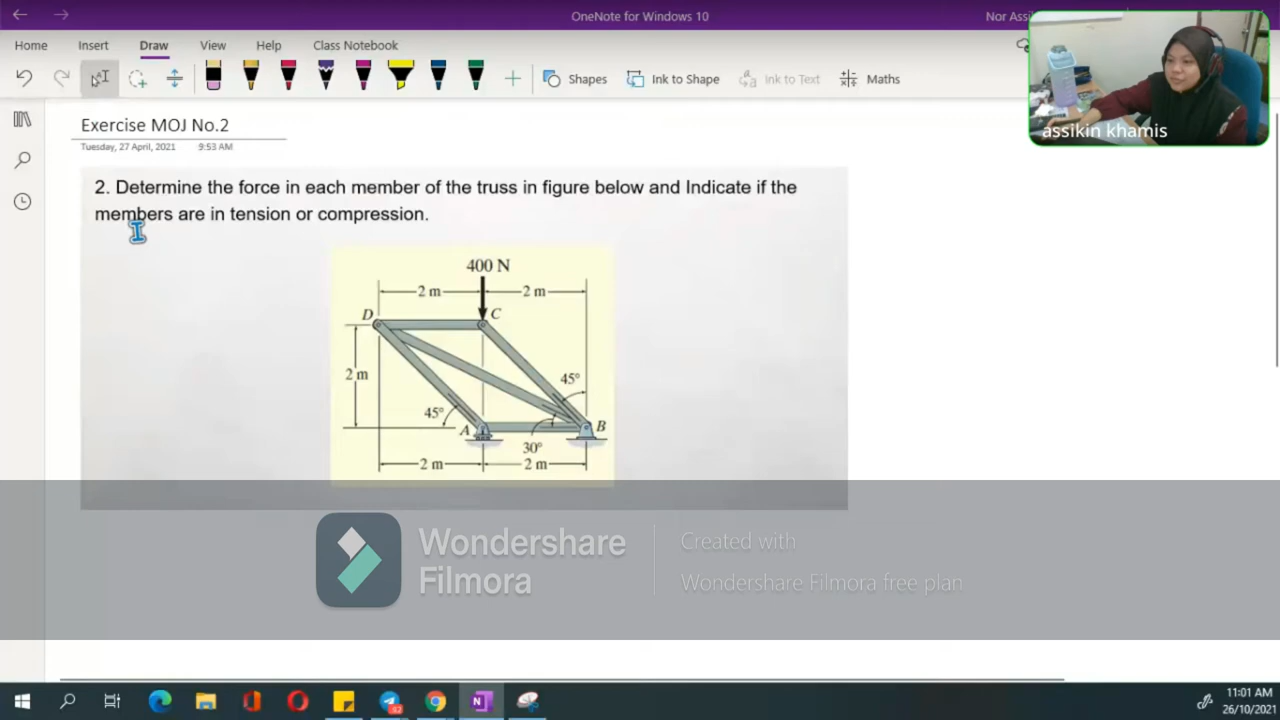 OneNote for Windows 10
Nor Assi
Home Insert Draw View Help Class Notebook
Shapes Ink to Shape Ink to Text Maths
assikin khamis
Exercise MOJ No.2
Tuesday, 27 April, 2021 9:53 AM
2. Determine the force in each member of the truss in figure below and Indicate if the
members are in tension or compression.
400 N
2 m 2 m
D C
2 m
45°
45°
A B
30°
2 m 2 m
Wondershare
Filmora
Created with
Wondershare Filmora free plan
11:01 AM
26/10/2021